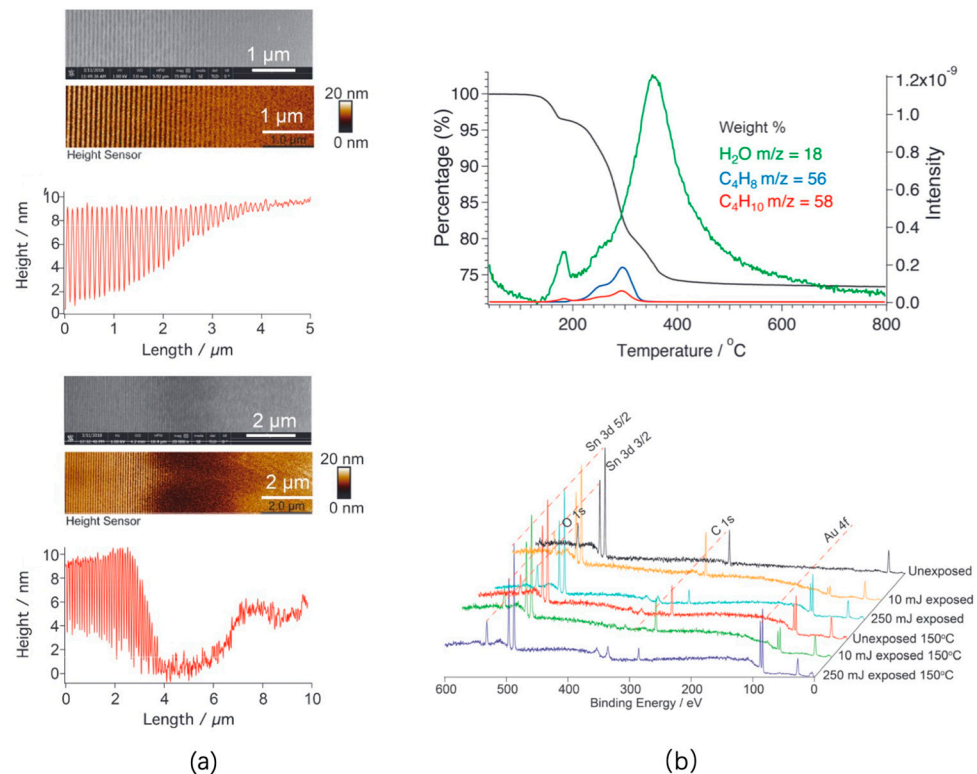 1 μm
20 nm
1 μm
1.0 μm
0 nm
Height Sensor
Height / nm
10
8
6
4
2
0
0 1 2 3 4 5
Length / μm
2 μm
20 nm
2 μm
2.0 μm
0 nm
Height Sensor
Height / nm
10
8
6
4
2
0
0 2 4 6 8 10
Length / μm
(a)
Percentage (%)
100
95
90
85
80
75
Weight %
H₂O m/z = 18
C₄H₈ m/z = 56
C₄H₁₀ m/z = 58
1.2x10⁻⁹
1.0
0.8
0.6
0.4
0.2
0.0
Intensity
200 400 600 800
Temperature / °C
Sn 3d 5/2
Sn 3d 3/2
O 1s
C 1s
Au 4f
Unexposed
10 mJ exposed
250 mJ exposed
Unexposed 150°C
10 mJ exposed 150°C
250 mJ exposed 150°C
600 500 400 300 200 100 0
Binding Energy / eV
(b)